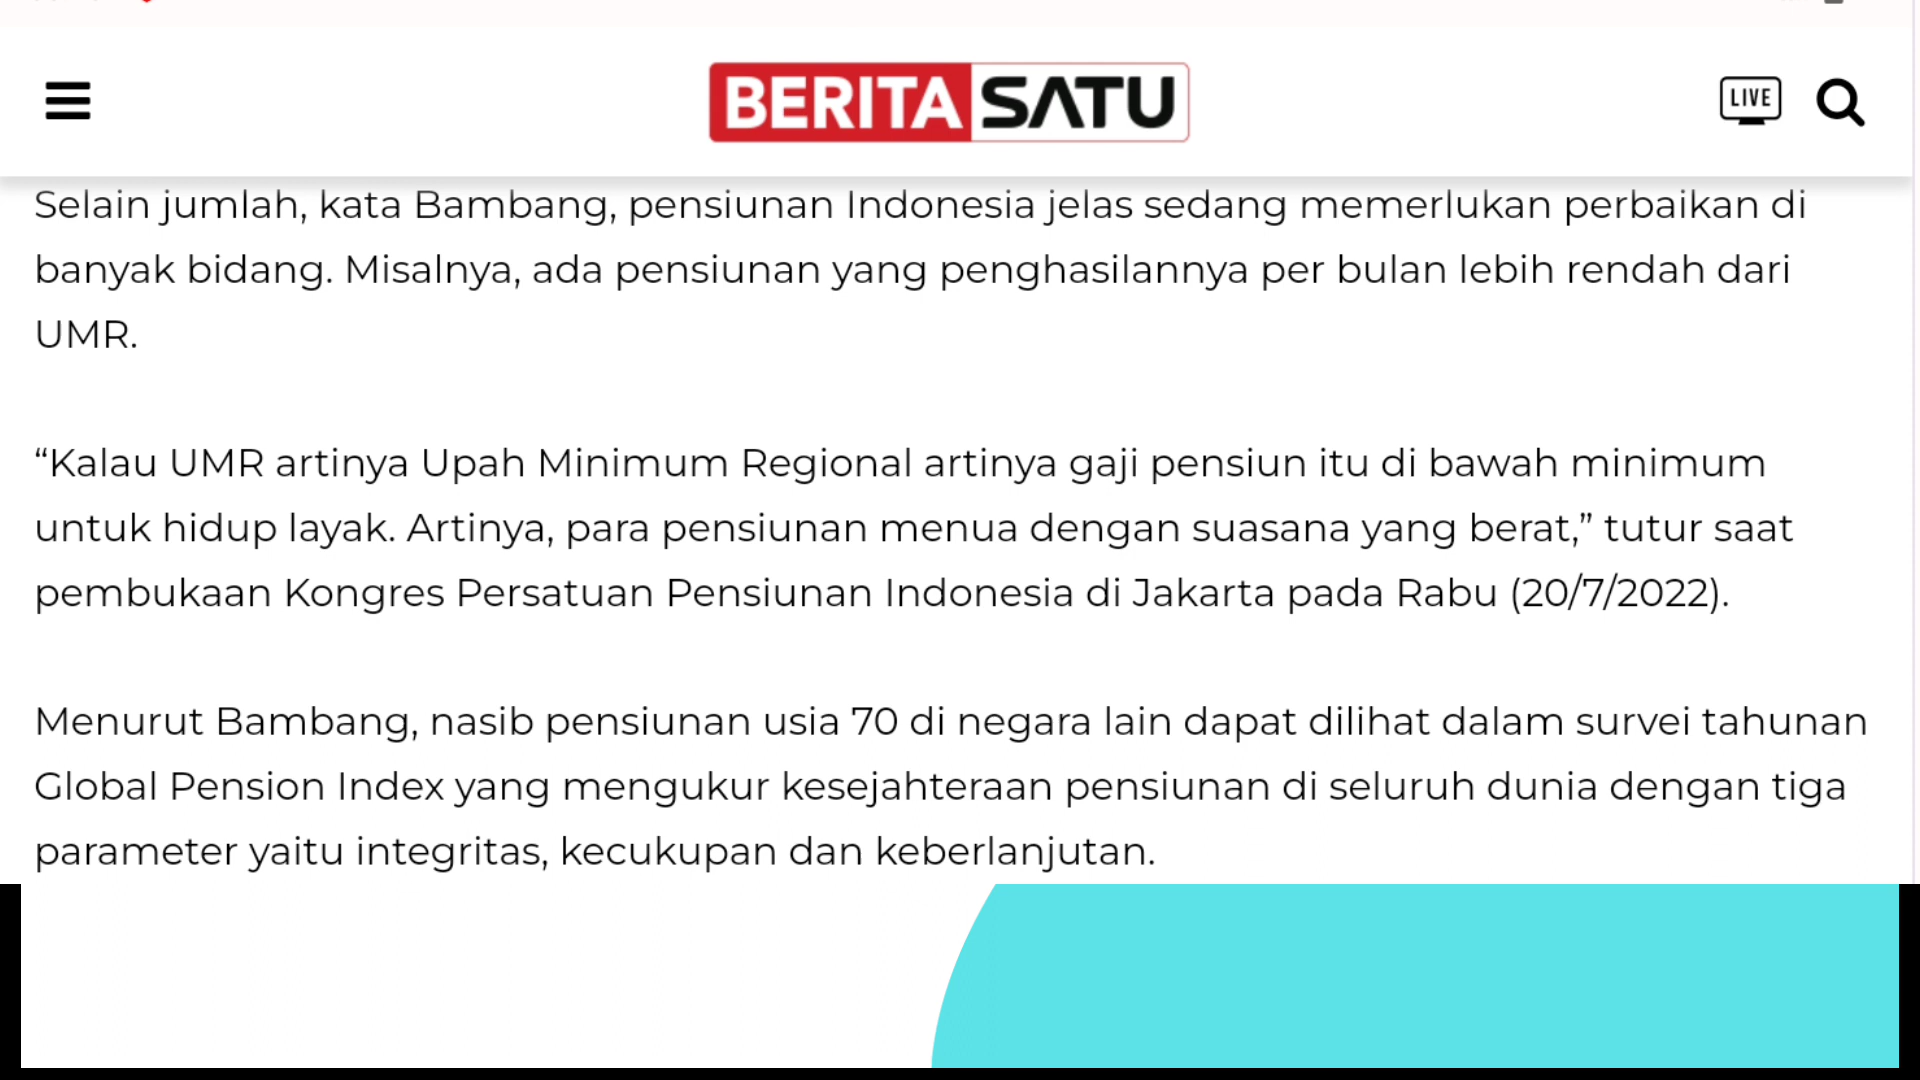 BERITA SATU
LIVE
Selain jumlah, kata Bambang, pensiunan Indonesia jelas sedang memerlukan perbaikan di
banyak bidang. Misalnya, ada pensiunan yang penghasilannya per bulan lebih rendah dari
UMR.
“Kalau UMR artinya Upah Minimum Regional artinya gaji pensiun itu di bawah minimum
untuk hidup layak. Artinya, para pensiunan menua dengan suasana yang berat,” tutur saat
pembukaan Kongres Persatuan Pensiunan Indonesia di Jakarta pada Rabu (20/7/2022).
Menurut Bambang, nasib pensiunan usia 70 di negara lain dapat dilihat dalam survei tahunan
Global Pension Index yang mengukur kesejahteraan pensiunan di seluruh dunia dengan tiga
parameter yaitu integritas, kecukupan dan keberlanjutan.